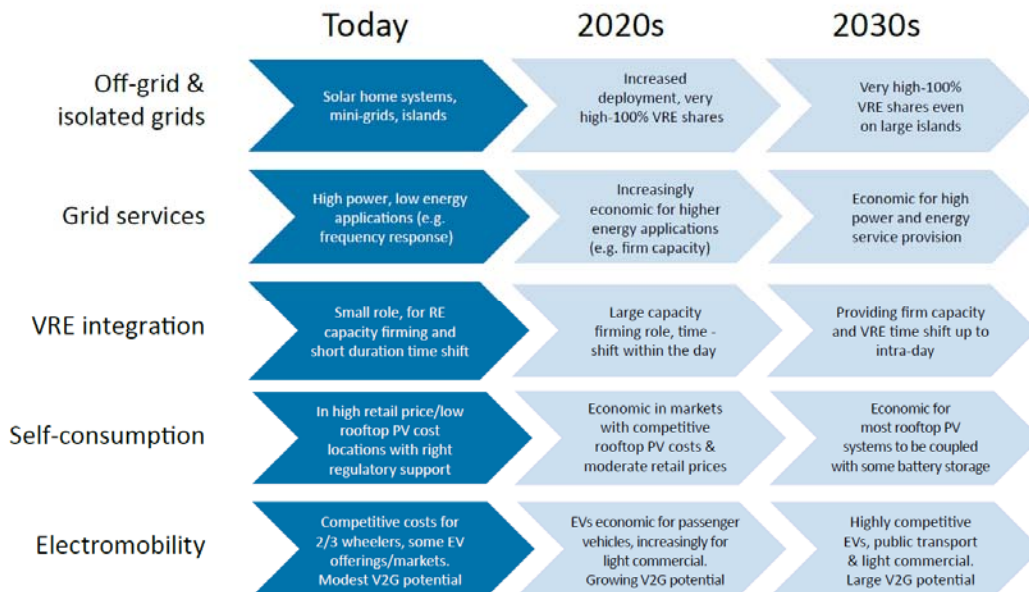 Today
2020s
2030s
Off-grid &
isolated grids
Solar home systems,
mini-grids, islands
Increased
deployment, very
high-100% VRE shares
Very high-100%
VRE shares even
on large islands
Grid services
High power, low energy
applications (e.g.
frequency response)
Increasingly
economic for higher
energy applications
(e.g. firm capacity)
Economic for high
power and energy
service provision
VRE integration
Small role, for RE
capacity firming and
short duration time shift
Large capacity
firming role, time -
shift within the day
Providing firm capacity
and VRE time shift up to
intra-day
Self-consumption
In high retail price/low
rooftop PV cost
locations with right
regulatory support
Economic in markets
with competitive
rooftop PV costs &
moderate retail prices
Economic for
most rooftop PV
systems to be coupled
with some battery storage
Electromobility
Competitive costs for
2/3 wheelers, some EV
offerings/markets.
Modest V2G potential
EVs economic for passenger
vehicles, increasingly for
light commercial.
Growing V2G potential
Highly competitive
EVs, public transport
& light commercial.
Large V2G potential